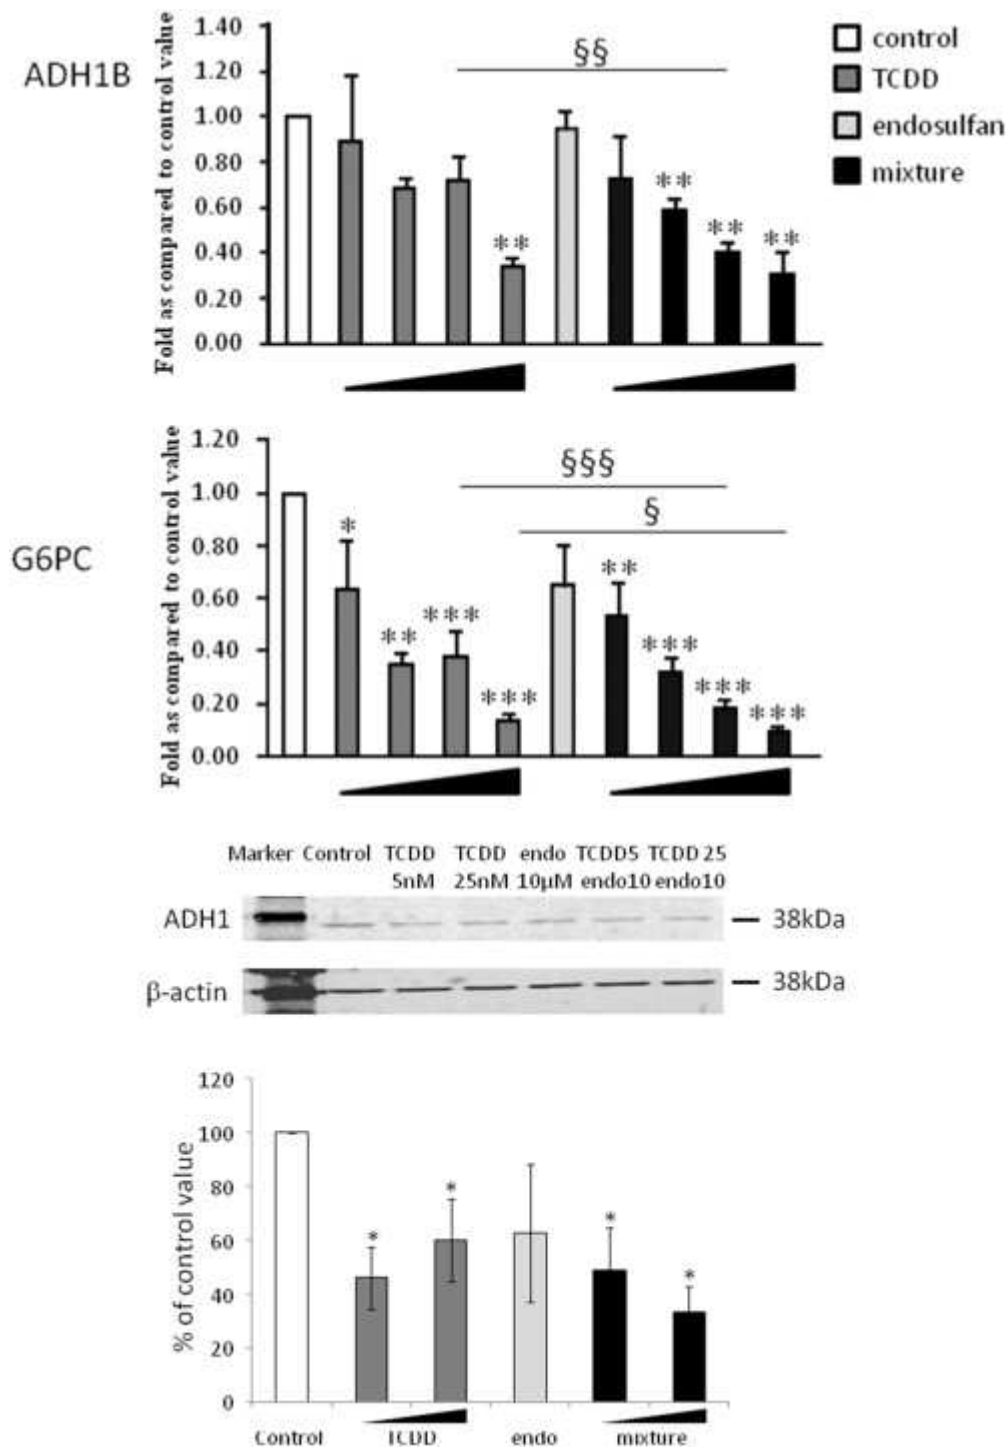 ADH1B
Fold as compared to control value
1.40
1.20
1.00
0.80
0.60
0.40
0.20
0.00
§§
**
**
**
**
control
TCDD
endosulfan
mixture
G6PC
Fold as compared to control value
1.20
1.00
0.80
0.60
0.40
0.20
0.00
§§§
§
*
**
***
***
**
***
***
***
Marker Control TCDD TCDD endo TCDD5 TCDD 25
5nM 25nM 10µM endo10 endo10
ADH1
38kDa
β-actin
38kDa
% of control value
120
100
80
60
40
20
0
*
*
*
*
Control TCDD endo mixture